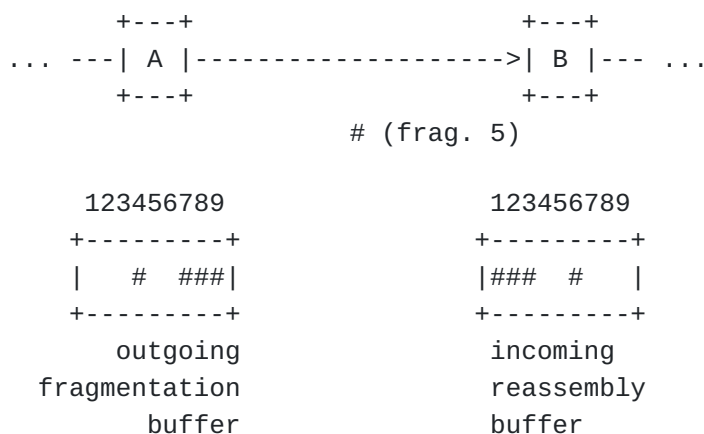 +---+                     +---+
... ---| A |-------------------->| B |--- ...
         +---+                     +---+
                      # (frag. 5)
     123456789                 123456789
    +---------+               +---------+
    |   #  ###|               |###  #   |
    +---------+               +---------+
       outgoing                incoming
  fragmentation                reassembly
         buffer                buffer